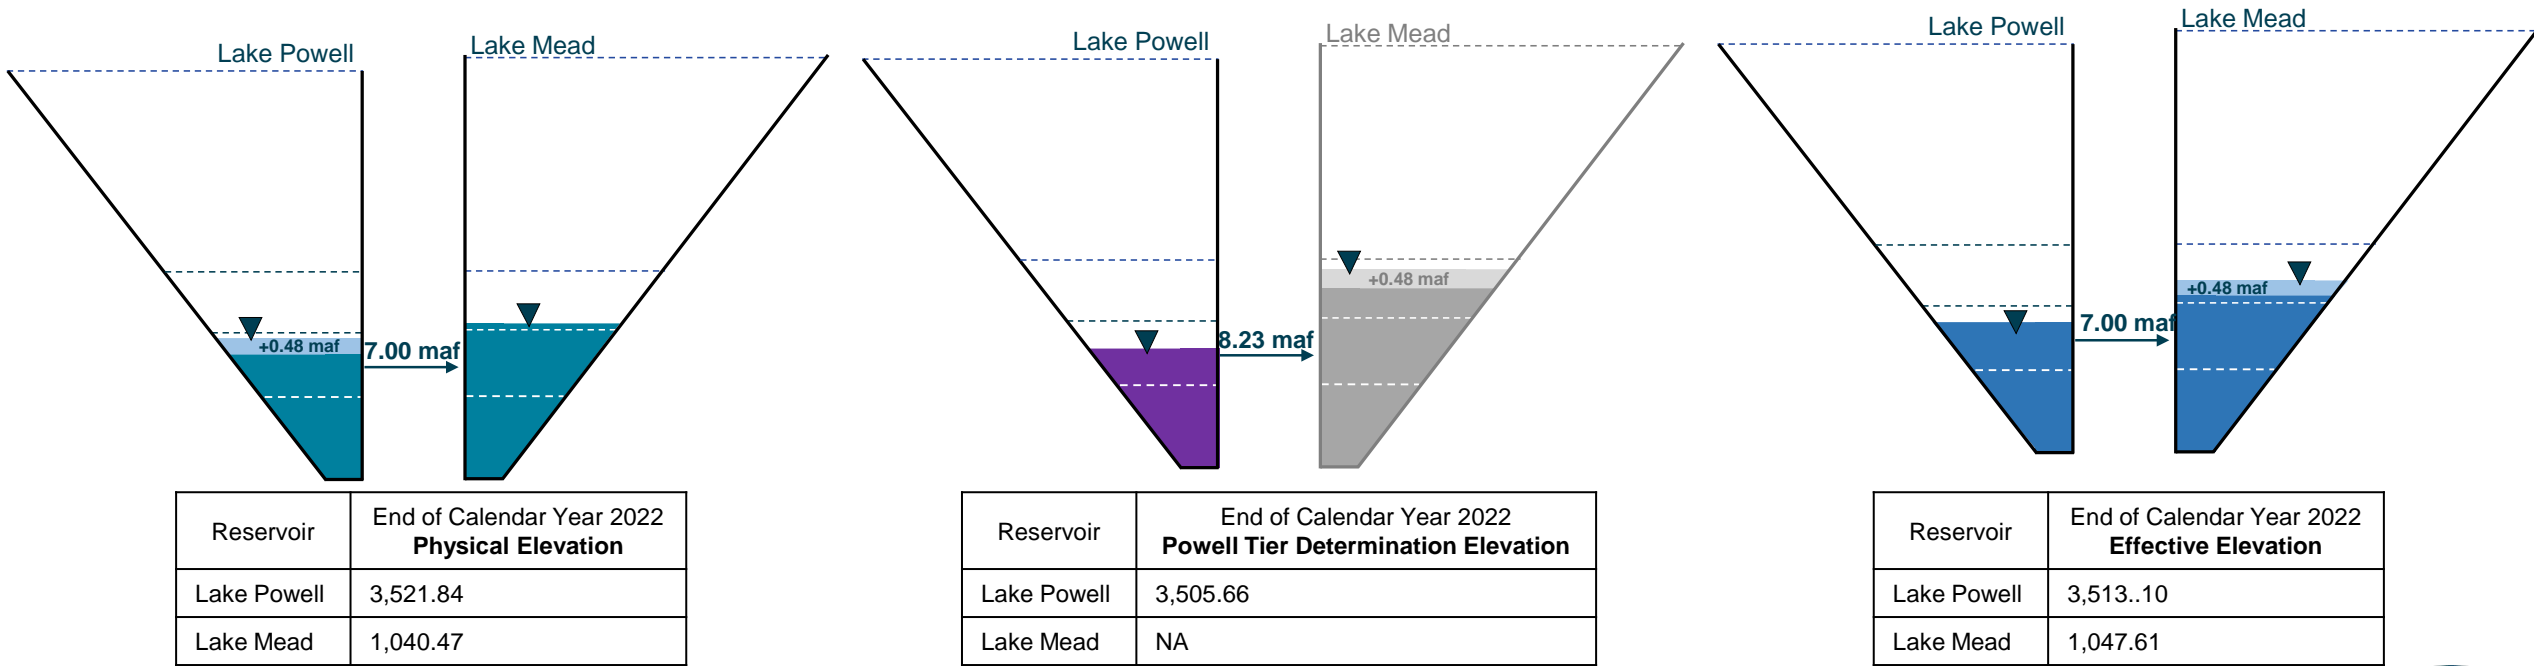 Lake Powell
Lake Mead
+0.48 maf
7.00 maf
Lake Powell
Lake Mead
8.23 maf
+0.48 maf
Lake Powell
Lake Mead
7.00 maf
+0.48 maf
Reservoir
End of Calendar Year 2022
Physical Elevation
Lake Powell 3,521.84
Lake Mead 1,040.47
Reservoir
End of Calendar Year 2022
Powell Tier Determination Elevation
Lake Powell 3,505.66
Lake Mead NA
Reservoir
End of Calendar Year 2022
Effective Elevation
Lake Powell 3,513..10
Lake Mead 1,047.61